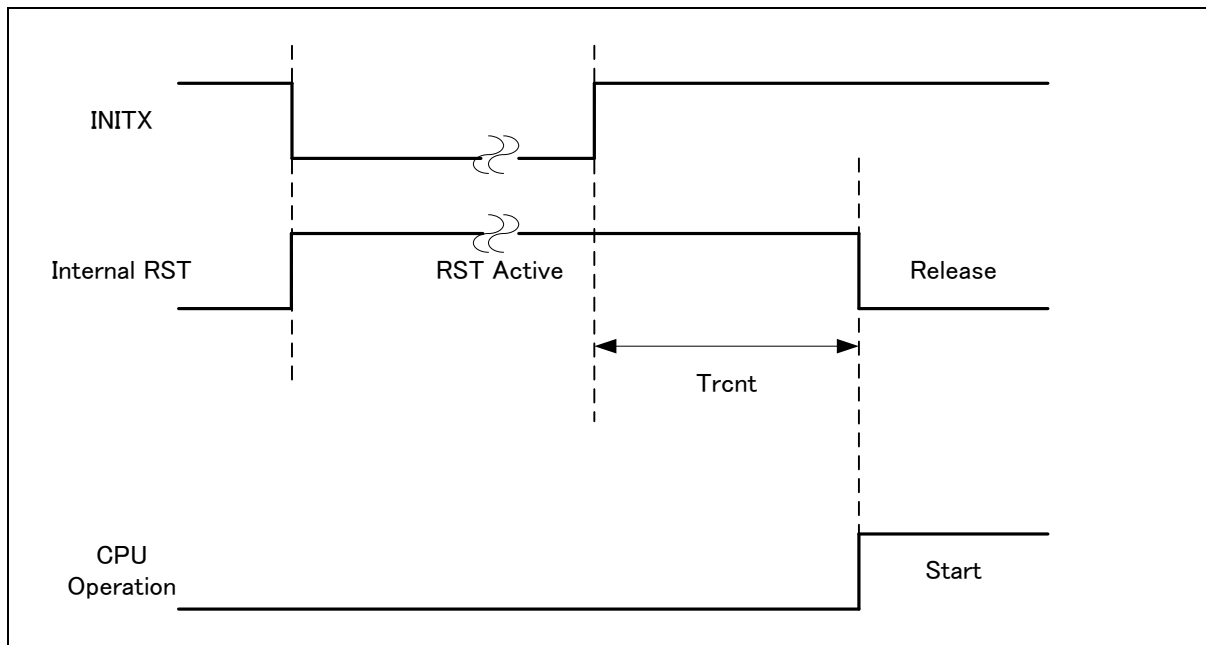 INITX
Internal RST
RST Active
Release
Trcnt
CPU
Operation
Start